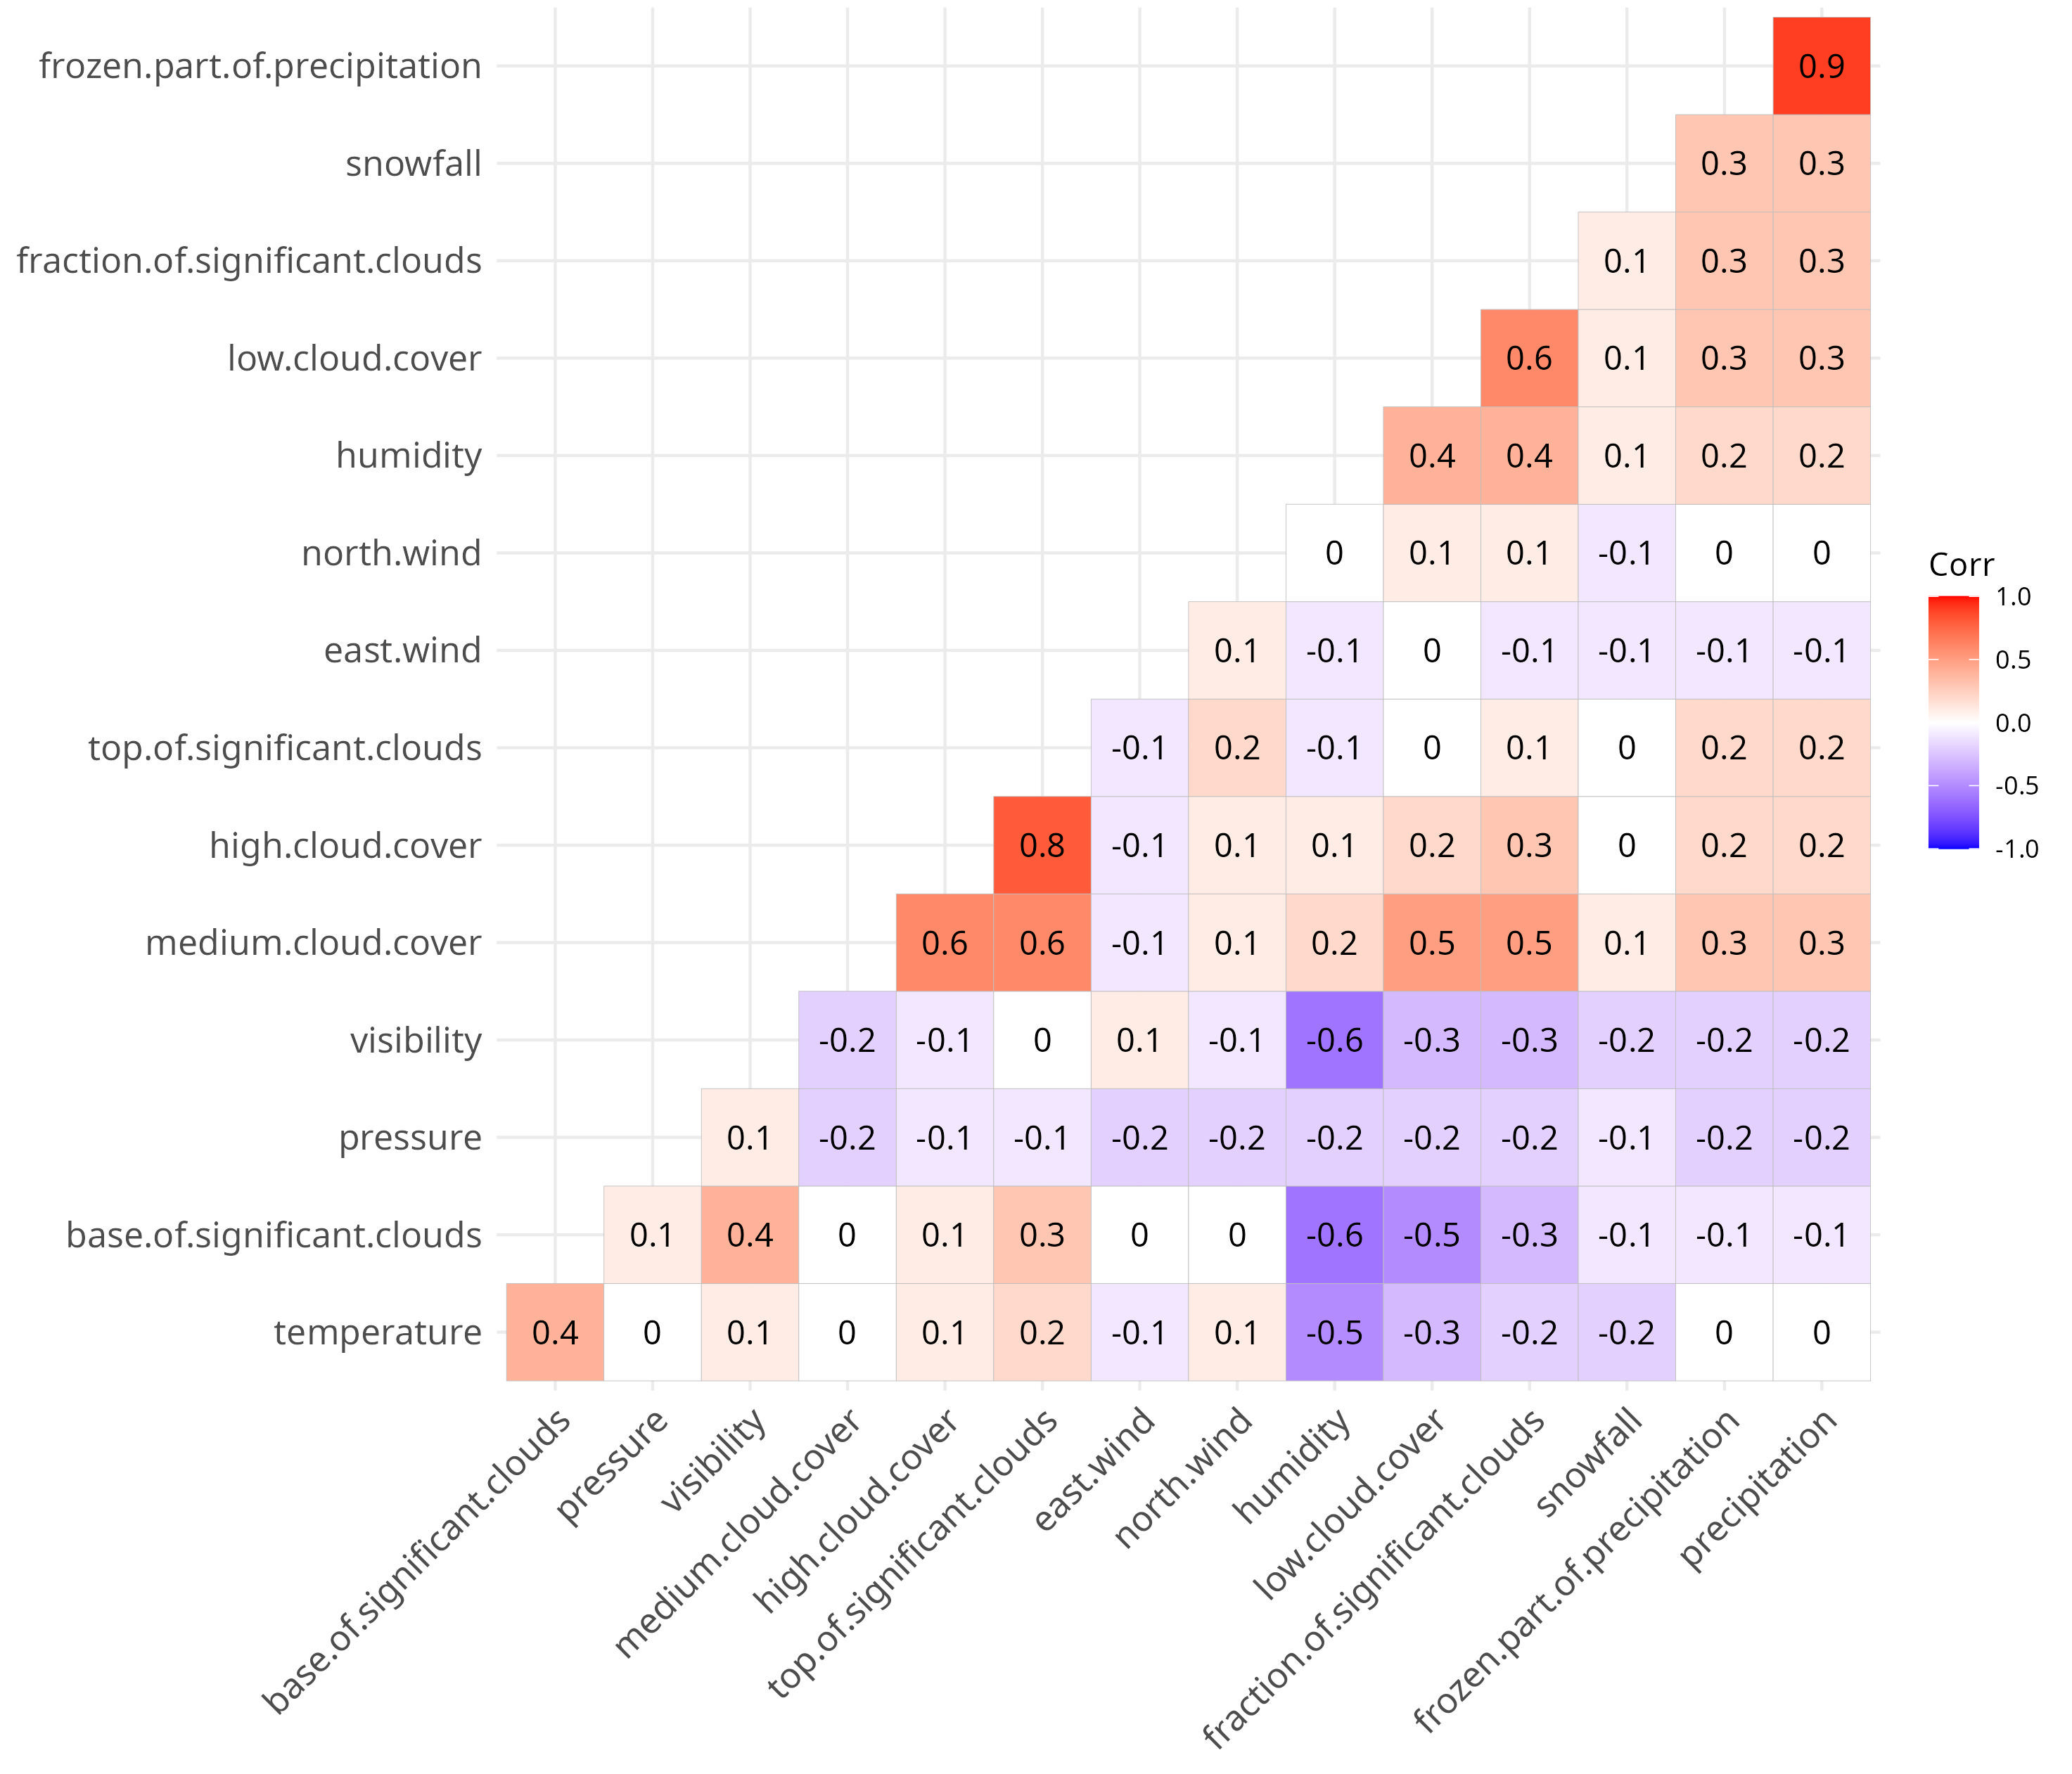 frozen.part.of.precipitation 0.9
snowfall 0.3 0.3
fraction.of.significant.clouds 0.1 0.3 0.3
low.cloud.cover 0.6 0.1 0.3 0.3
humidity 0.4 0.4 0.1 0.2 0.2
north.wind 0 0.1 0.1 -0.1 0 0
east.wind 0.1 -0.1 0 -0.1 -0.1 -0.1 -0.1
top.of.significant.clouds -0.1 0.2 -0.1 0 0.1 0 0.2 0.2
high.cloud.cover 0.8 -0.1 0.1 0.1 0.2 0.3 0 0.2 0.2
medium.cloud.cover 0.6 0.6 -0.1 0.1 0.2 0.5 0.5 0.1 0.3 0.3
visibility -0.2 -0.1 0 0.1 -0.1 -0.6 -0.3 -0.3 -0.2 -0.2 -0.2
pressure 0.1 -0.2 -0.1 -0.1 -0.2 -0.2 -0.2 -0.2 -0.2 -0.1 -0.2 -0.2
base.of.significant.clouds 0.1 0.4 0 0.1 0.3 0 0 -0.6 -0.5 -0.3 -0.1 -0.1 -0.1
temperature 0.4 0 0.1 0 0.1 0.2 -0.1 0.1 -0.5 -0.3 -0.2 -0.2 0 0
base.of.significant.clouds
pressure
visibility
medium.cloud.cover
high.cloud.cover
top.of.significant.clouds
east.wind
north.wind
humidity
low.cloud.cover
fraction.of.significant.clouds
snowfall
frozen.part.of.precipitation
precipitation
Corr
1.0
0.5
0.0
-0.5
-1.0